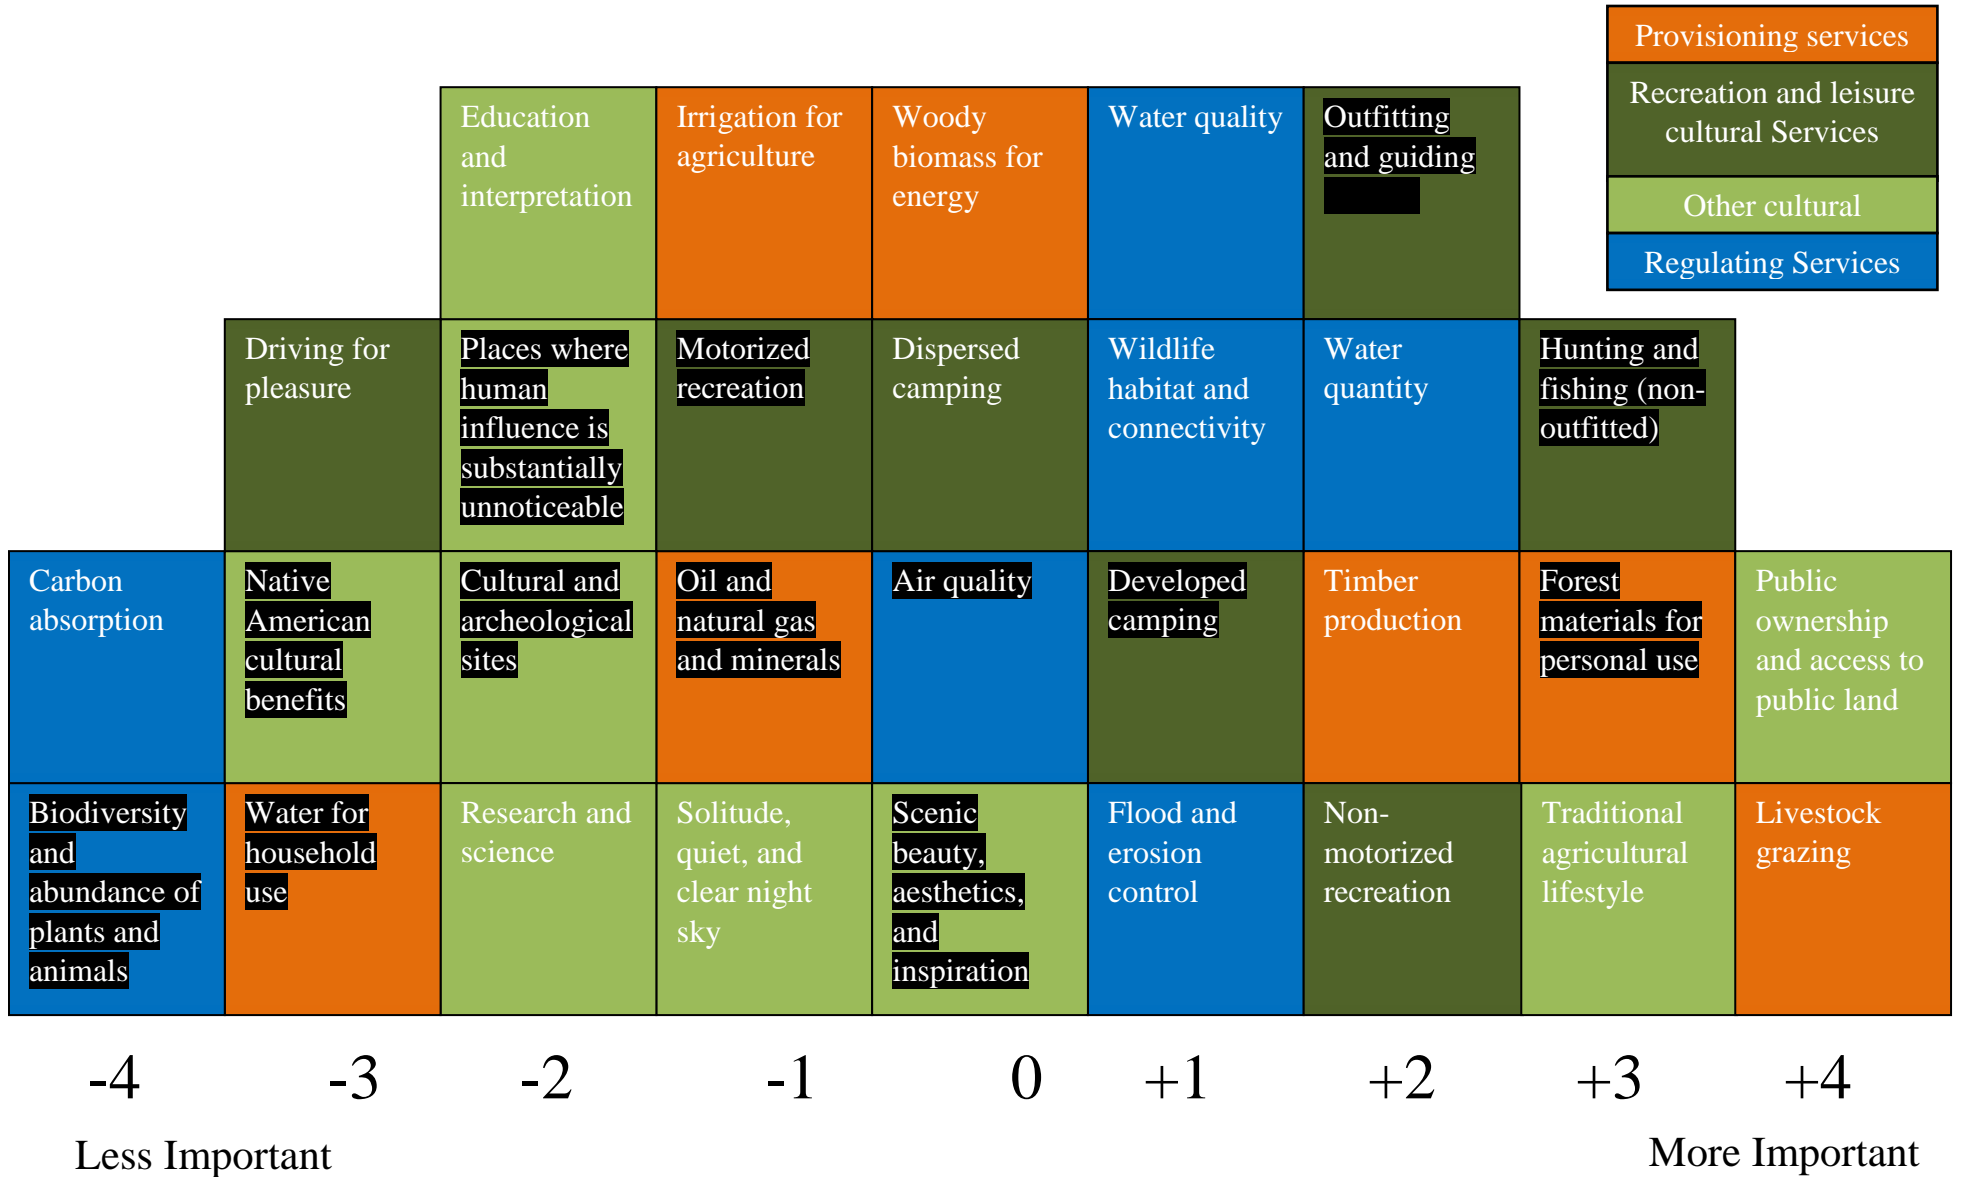 Provisioning services
Recreation and leisure
cultural Services
Other cultural
Regulating Services
Education
and
interpretation
Irrigation for
agriculture
Woody
biomass for
energy
Water quality
Outfitting
and guiding
Driving for
pleasure
Places where
human
influence is
substantially
unnoticeable
Motorized
recreation
Dispersed
camping
Wildlife
habitat and
connectivity
Water
quantity
Hunting and
fishing (non-
outfitted)
Carbon
absorption
Native
American
cultural
benefits
Cultural and
archeological
sites
Oil and
natural gas
and minerals
Air quality
Developed
camping
Timber
production
Forest
materials for
personal use
Public
ownership
and access to
public land
Biodiversity
and
abundance of
plants and
animals
Water for
household
use
Research and
science
Solitude,
quiet, and
clear night
sky
Scenic
beauty,
aesthetics,
and
inspiration
Flood and
erosion
control
Non-
motorized
recreation
Traditional
agricultural
lifestyle
Livestock
grazing
-4 -3 -2 -1 0 +1 +2 +3 +4
Less Important
More Important